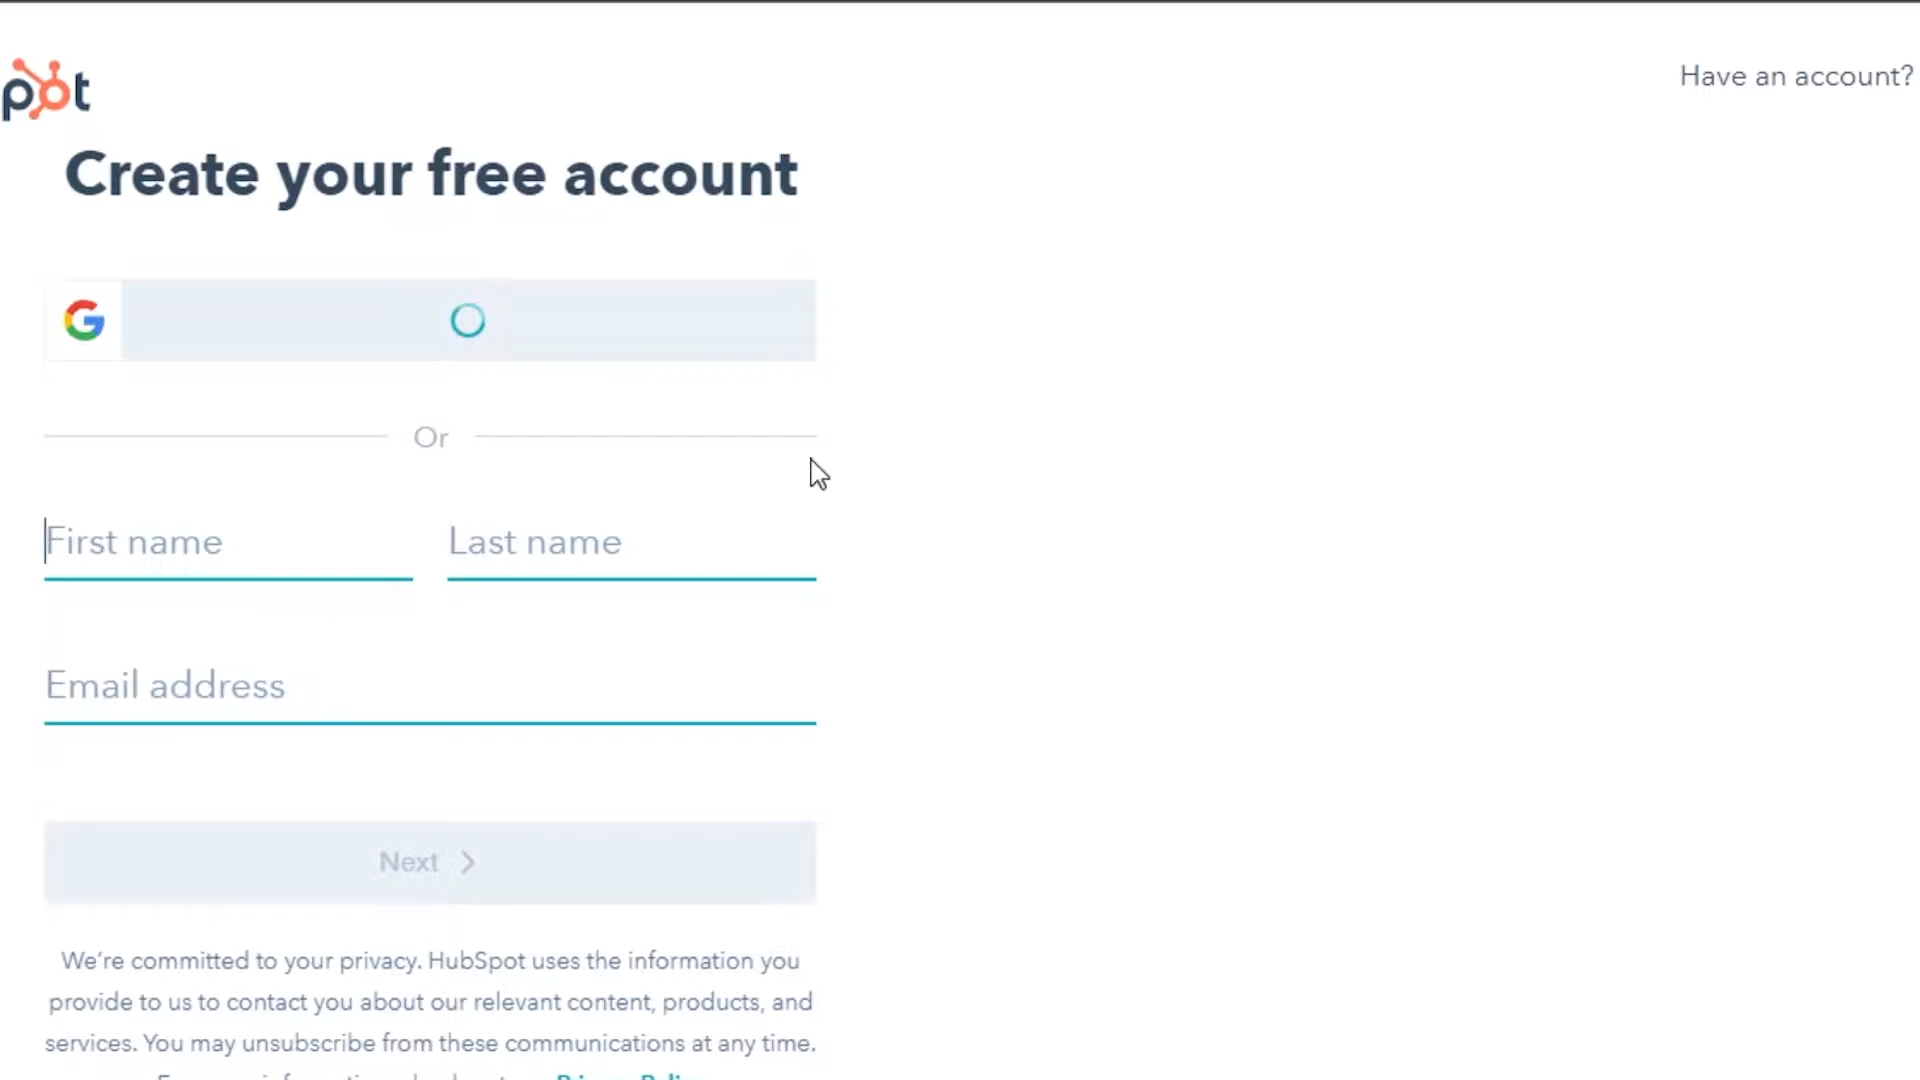 pot
Have an account?
Create your free account
Or
First name
Last name
Email address
Next
We're committed to your privacy. HubSpot uses the information you
provide to us to contact you about our relevant content, products, and
services. You may unsubscribe from these communications at any time.